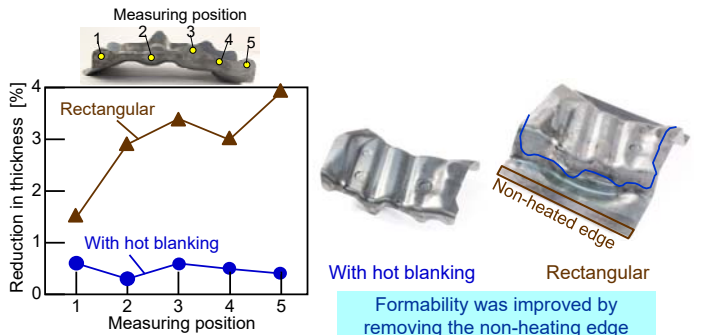 Measuring position
1
2
3
4
5
Reduction in thickness [%]
4
3
2
1
0
Rectangular
With hot blanking
1 2 3 4 5
Measuring position
Non-heated edge
With hot blanking
Rectangular
Formability was improved by
removing the non-heating edge